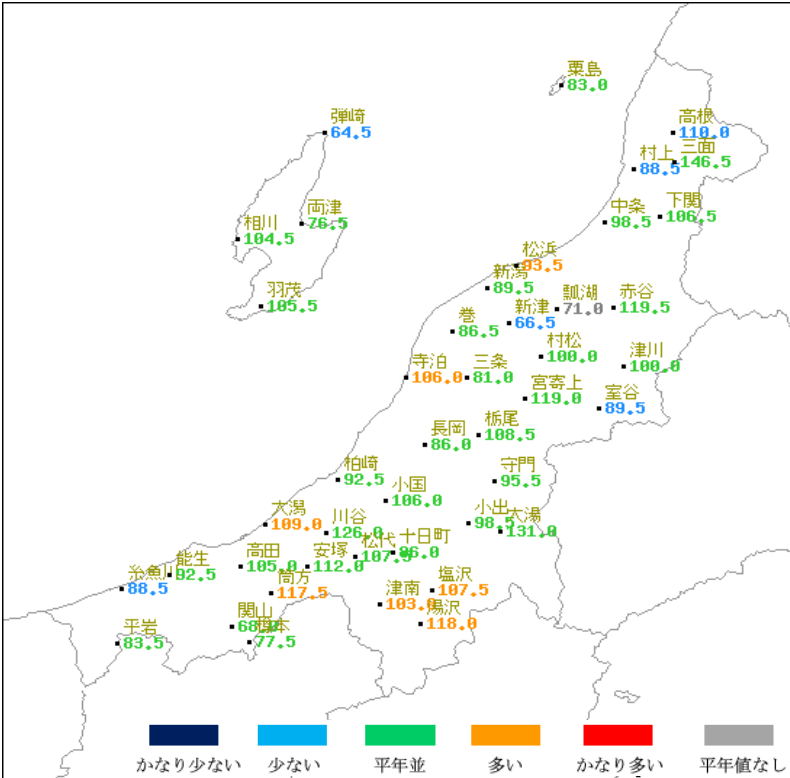 粟島
83.0
弾崎
64.5
高根
110.0
三面
146.5
村上
88.5
下関
106.5
中条
98.5
両津
76.5
相川
104.5
羽茂
105.5
松浜
93.5
新潟
89.5
新津
66.5
瓢湖
71.0
赤谷
119.5
巻
86.5
村松
100.0
津川
100.0
寺泊
106.0
三条
81.0
宮寄上
119.0
室谷
89.5
栃尾
108.5
長岡
86.0
守門
95.5
柏崎
92.5
小国
106.0
小出
98.5
大湯
131.0
大潟
109.0
川谷
126.0
十日町
松代
107.5
安塚
112.0
高田
105.0
能生
92.5
糸魚川
88.5
筒方
117.5
塩沢
107.5
津南
103.0
湯沢
118.0
関山
平岩
83.5
77.5
かなり少ない
少ない
平年並
多い
かなり多い
平年値なし